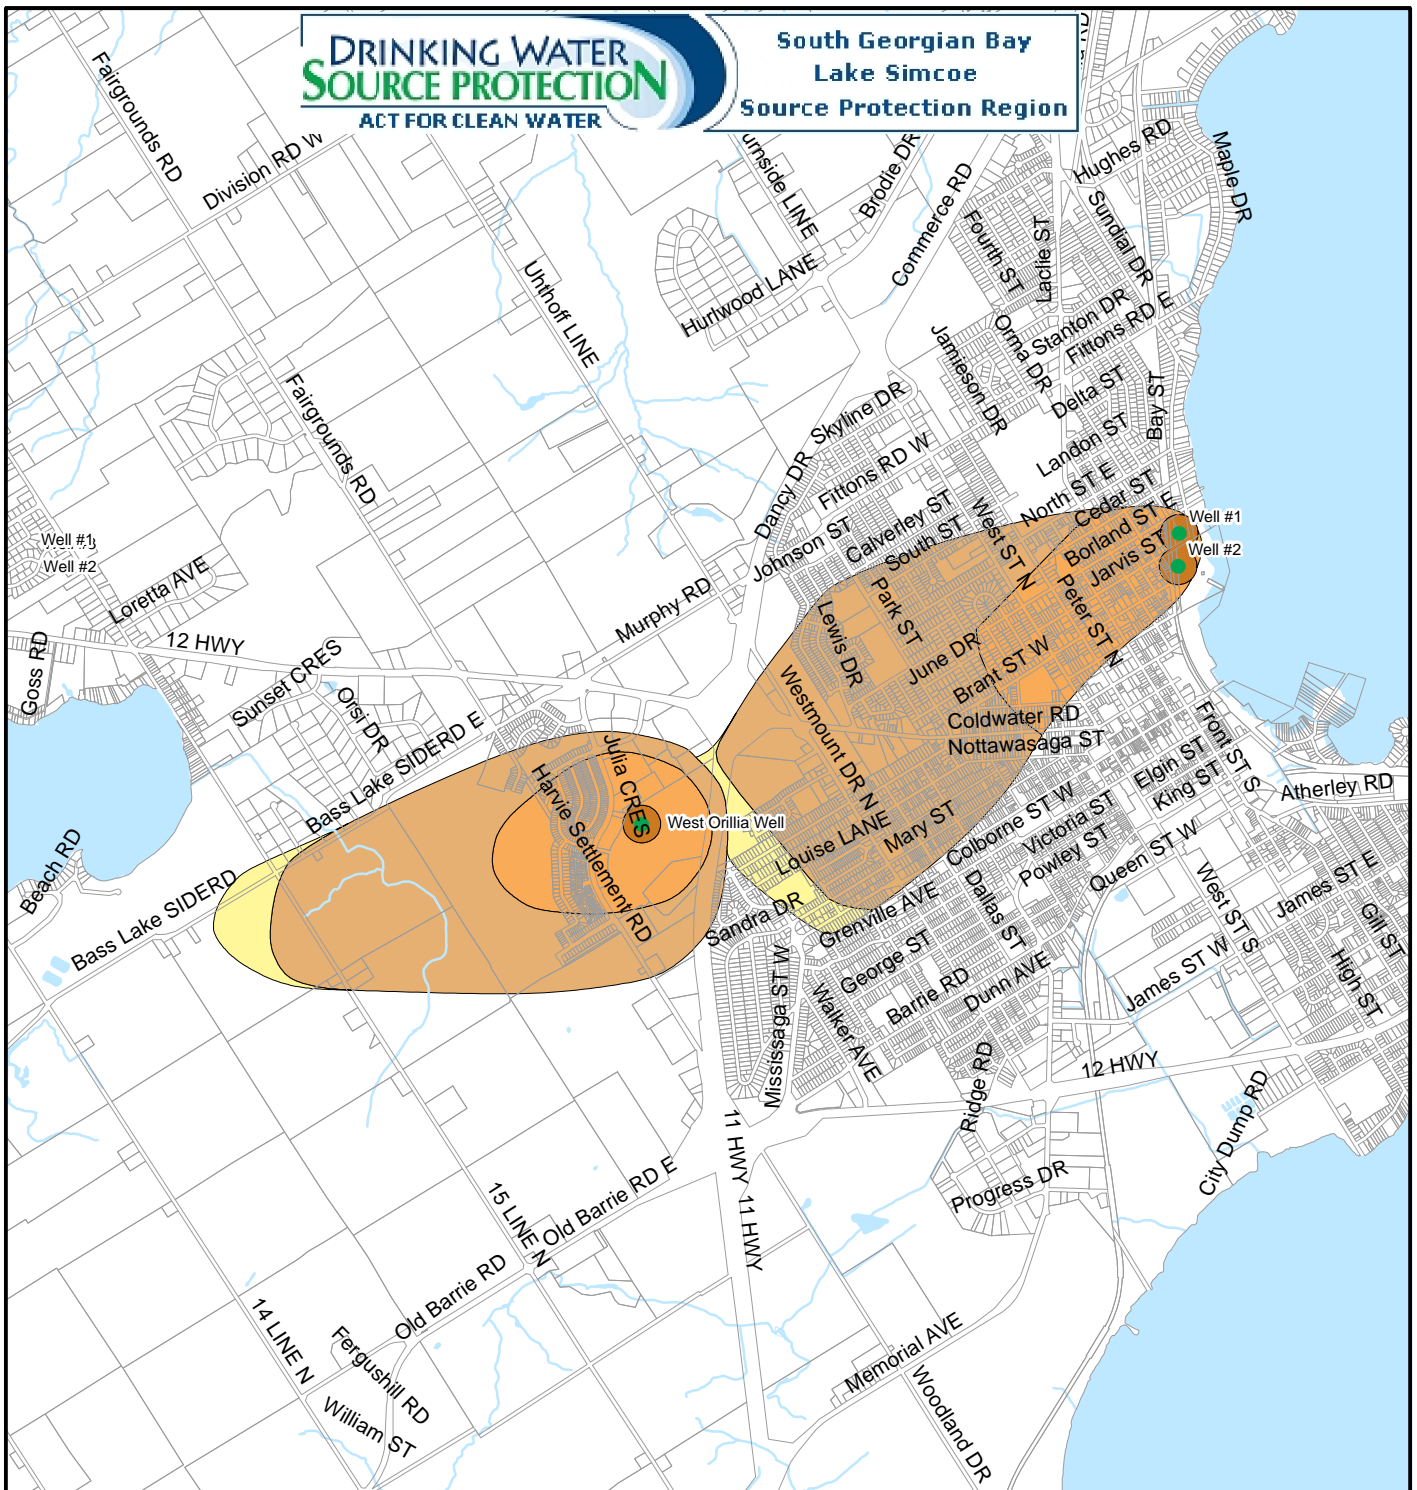 DRINKING WATER
SOURCE PROTECTION
ACT FOR CLEAN WATER
South Georgian Bay
Lake Simcoe
Source Protection Region
Fairgrounds RD
Division RD W
Uhthoff LINE
urnside LINE
Brodie DR
Commerce RD
Hughes RD
Maple DR
Sundial DR
Fourth ST
Laclie ST
Hurlwood LANE
Stanton DR
Fittons RD E
Orma DR
Jamieson DR
Delta ST
Bay ST
Landon ST
Fairgrounds RD
Skyline DR
Fittons RD W
Dancy DR
Johnson ST
Calverley ST
South ST
West ST N
North ST E
Cedar ST
Borland ST E
Jarvis ST
Well #1
Well #2
Well #1
Well #2
Loretta AVE
12 HWY
Goss RD
Sunset CRES
Orsi DR
Murphy RD
Park ST
Lewis DR
June DR
Brant ST W
Peter ST N
Coldwater RD
Nottawasaga ST
Westmount DR N
Front ST S
Elgin ST
King ST
Atherley RD
Bass Lake SIDERD E
Julia CRES
Harvie Settlement RD
West Orillia Well
Louise LANE
Mary ST
Colborne ST W
Victoria ST
Powley ST
Queen ST W
Beach RD
Bass Lake SIDERD
Sandra DR
Grenville AVE
Dallas ST
West ST S
James ST E
Gill ST
High ST
George ST
Barrie RD
Dunn AVE
James ST W
Mississaga ST W
Walker AVE
Ridge RD
12 HWY
City Dump RD
11 HWY
11 HWY
Progress DR
15 LINE N
Old Barrie RD E
Old Barrie RD
14 LINE N
Fergushill RD
William ST
Memorial AVE
Woodland DR